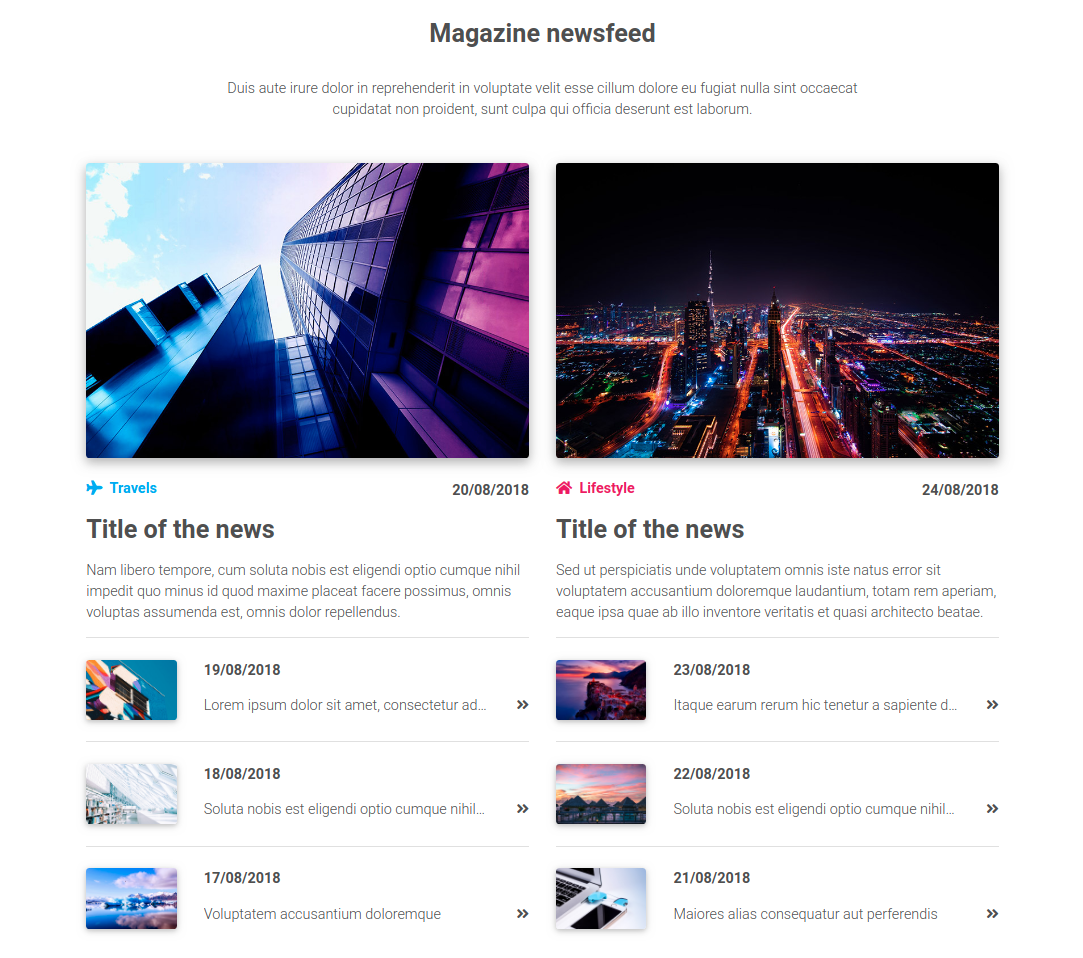 Magazine newsfeed
Duis aute irure dolor in reprehenderit in voluptate velit esse cillum dolore eu fugiat nulla sint occaecat
cupidatat non proident, sunt culpa qui officia deserunt est laborum.
Travels
20/08/2018
Title of the news
Nam libero tempore, cum soluta nobis est eligendi optio cumque nihil
impedit quo minus id quod maxime placeat facere possimus, omnis
voluptas assumenda est, omnis dolor repellendus.
19/08/2018
Lorem ipsum dolor sit amet, consectetur ad...
18/08/2018
Soluta nobis est eligendi optio cumque nihil...
17/08/2018
Voluptatem accusantium doloremque
Lifestyle
24/08/2018
Title of the news
Sed ut perspiciatis unde voluptatem omnis iste natus error sit
voluptatem accusantium doloremque laudantium, totam rem aperiam,
eaque ipsa quae ab illo inventore veritatis et quasi architecto beatae.
23/08/2018
Itaque earum rerum hic tenetur a sapiente d...
22/08/2018
Soluta nobis est eligendi optio cumque nihil...
21/08/2018
Maiores alias consequatur aut perferendis